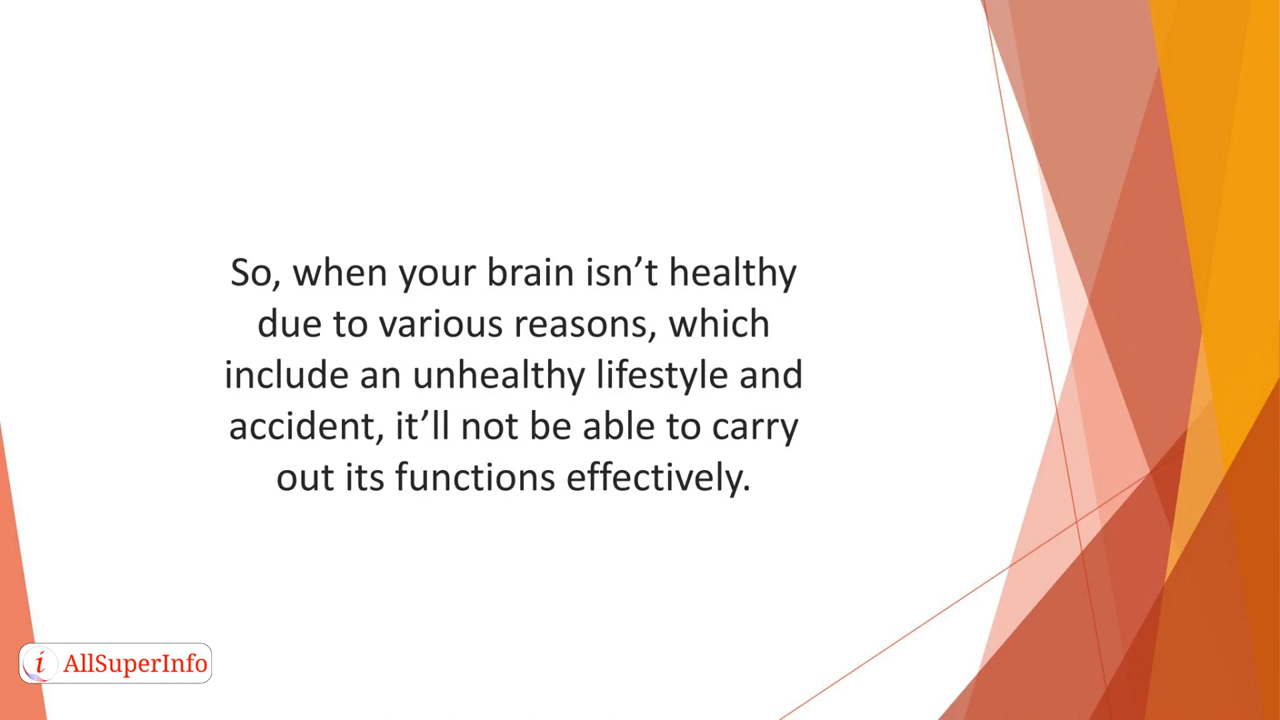 So, when your brain isn’t healthy
due to various reasons, which
include an unhealthy lifestyle and
accident, it’ll not be able to carry
out its functions effectively.
i AllSuperInfo